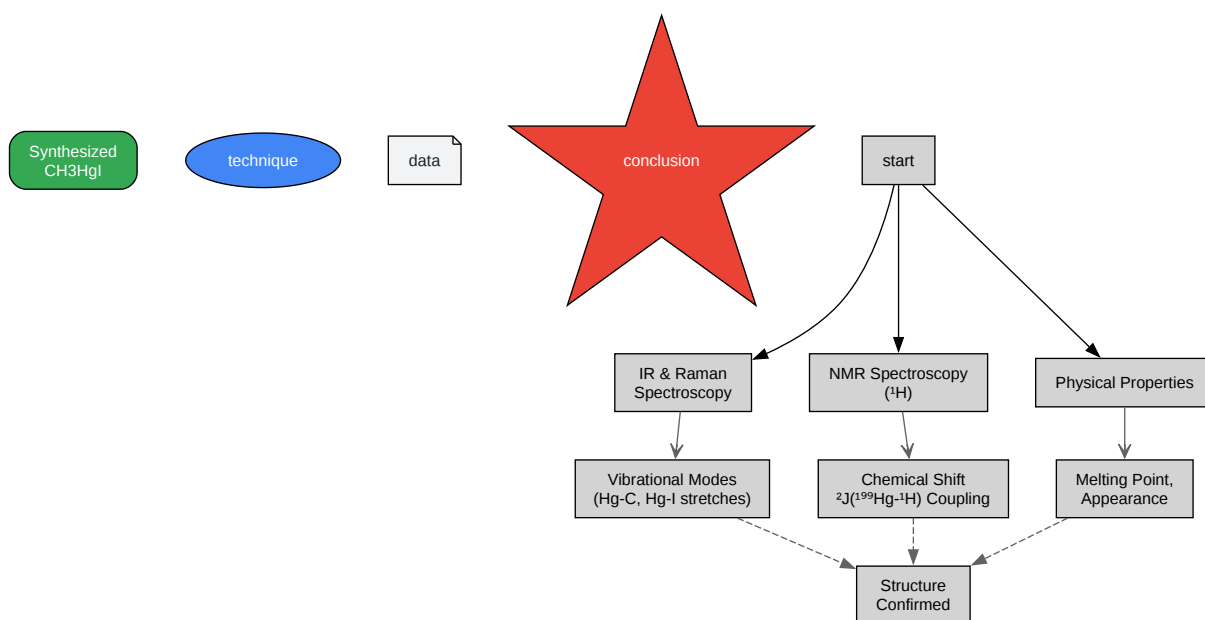 Synthesized
CH3HgI
technique
data
conclusion
start
IR & Raman
Spectroscopy
NMR Spectroscopy
(¹H)
Physical Properties
Vibrational Modes
(Hg-C, Hg-I stretches)
Chemical Shift
²J(¹⁹⁹Hg-¹H) Coupling
Melting Point,
Appearance
Structure
Confirmed